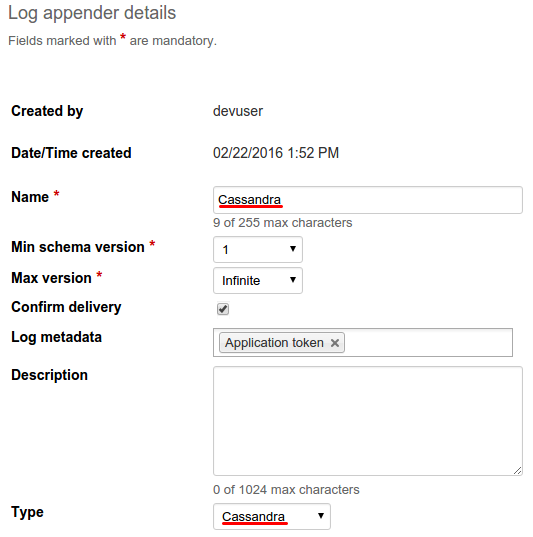 Log appender details
Fields marked with * are mandatory.
Created by devuser
Date/Time created 02/22/2016 1:52 PM
Name * Cassandra
9 of 255 max characters
Min schema version * 1
Max version * Infinite
Confirm delivery
Log metadata Application token
Description
0 of 1024 max characters
Type Cassandra